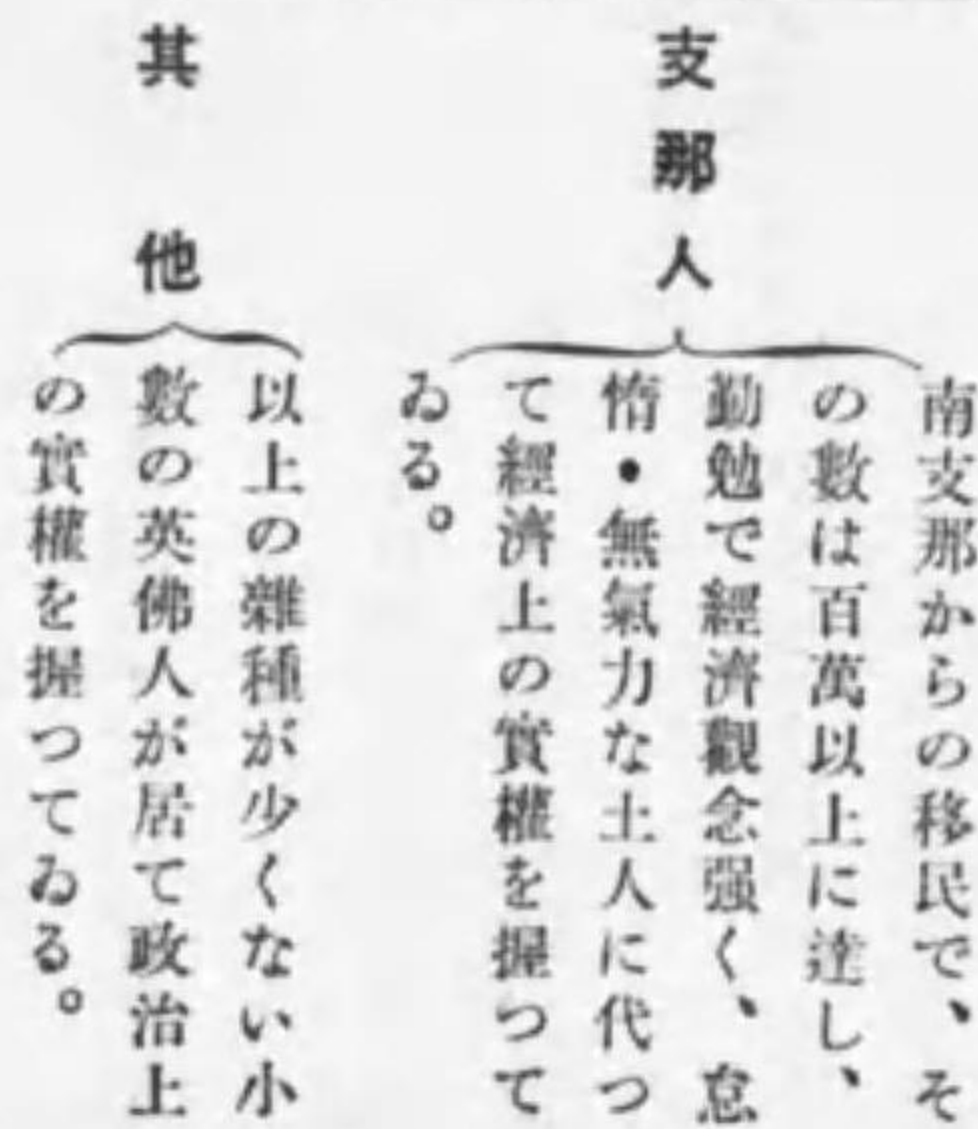 支那人
南支那からの移民で、そ
の數は百萬以上に達し、
勤勉で經濟觀念强く、怠
惰・無氣力な土人に代つ
て經濟上の實權を握つて
ゐる。
其他
以上の雜種が少くない小
數の英佛人が居て政治上
の實權を握つてゐる。